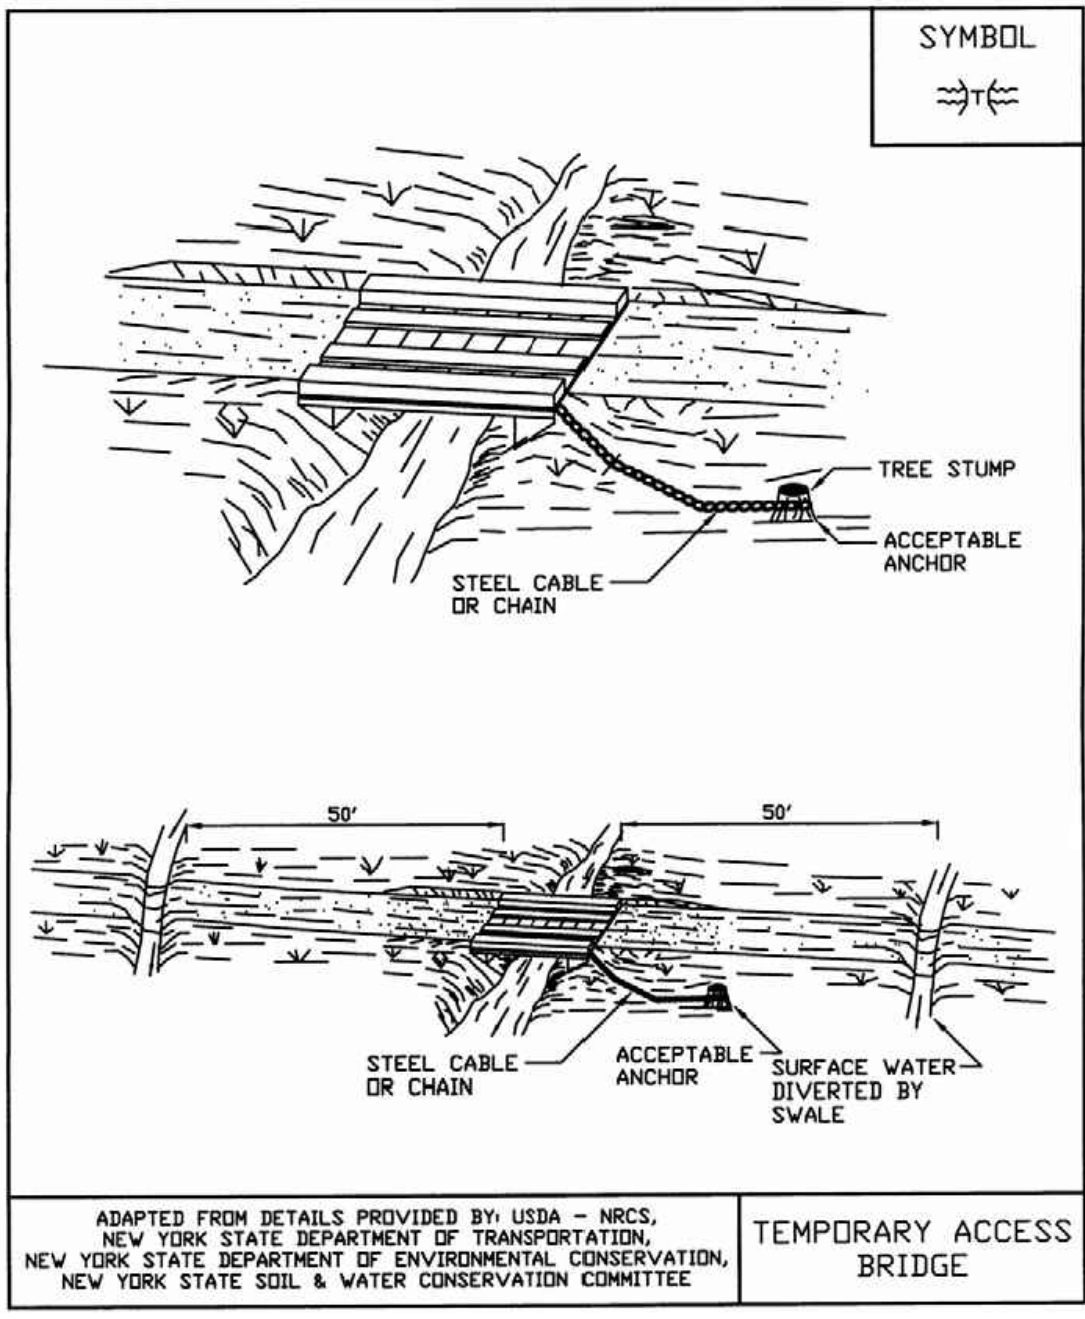 SYMBOL
T
TREE STUMP
ACCEPTABLE
ANCHOR
STEEL CABLE
OR CHAIN
50'
50'
STEEL CABLE
OR CHAIN
ACCEPTABLE
ANCHOR
SURFACE WATER
DIVERTED BY
SWALE
ADAPTED FROM DETAILS PROVIDED BY: USDA - NRCS,
NEW YORK STATE DEPARTMENT OF TRANSPORTATION,
NEW YORK STATE DEPARTMENT OF ENVIRONMENTAL CONSERVATION,
NEW YORK STATE SOIL & WATER CONSERVATION COMMITTEE
TEMPORARY ACCESS
BRIDGE